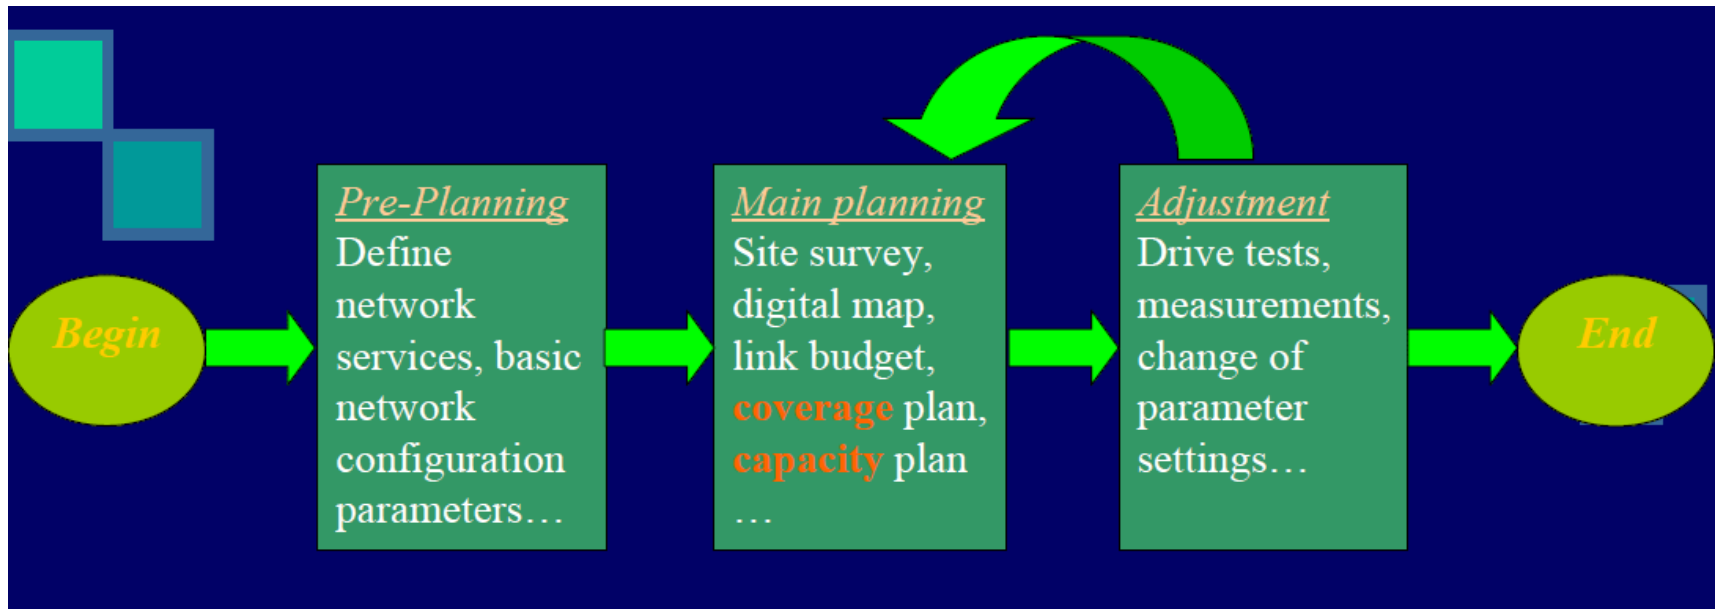 Begin
Pre-Planning
Define
network
services, basic
network
configuration
parameters…
Main planning
Site survey,
digital map,
link budget,
coverage plan,
capacity plan
…
Adjustment
Drive tests,
measurements,
change of
parameter
settings…
End